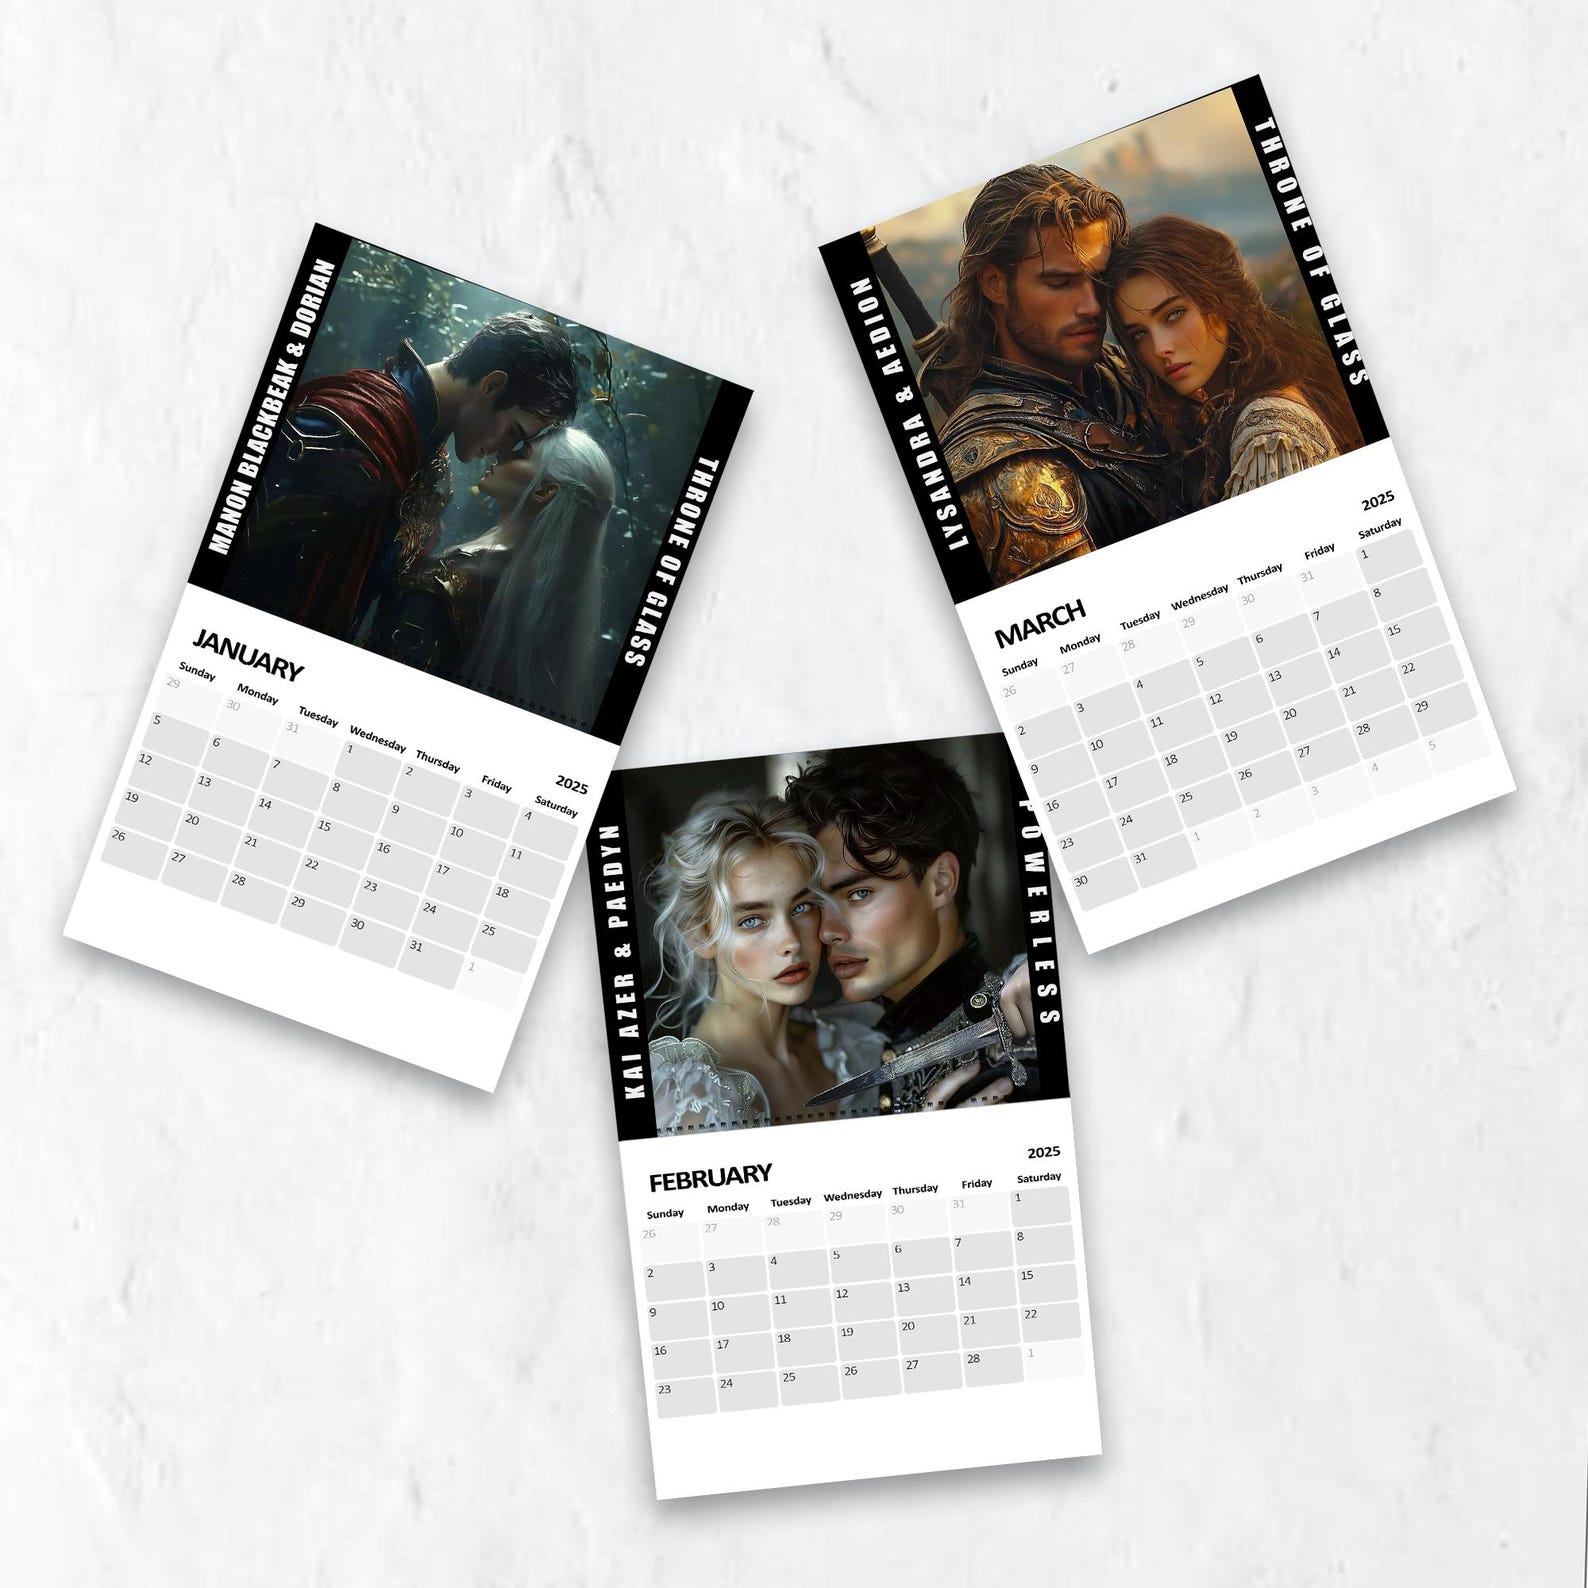 MANON BLACKBEAK & DORIAN
THRONE OF GLASS
JANUARY
2025
Sunday Monday Tuesday Wednesday Thursday Friday Saturday
29 30 31 1 2 3 4
5 6 7 8 9 10 11
12 13 14 15 16 17 18
19 20 21 22 23 24 25
26 27 28 29 30 31 1
KAI AZER & PAEDYN
POWERLESS
FEBRUARY
2025
Sunday Monday Tuesday Wednesday Thursday Friday Saturday
26 27 28 29 30 31 1
2 3 4 5 6 7 8
9 10 11 12 13 14 15
16 17 18 19 20 21 22
23 24 25 26 27 28 1
LYSANDRA & AEDION
THRONE OF GLASS
MARCH
2025
Sunday Monday Tuesday Wednesday Thursday Friday Saturday
26 27 28 29 30 31 1
2 3 4 5 6 7 8
9 10 11 12 13 14 15
16 17 18 19 20 21 22
23 24 25 26 27 28 29
30 31 1 2 3 4 5